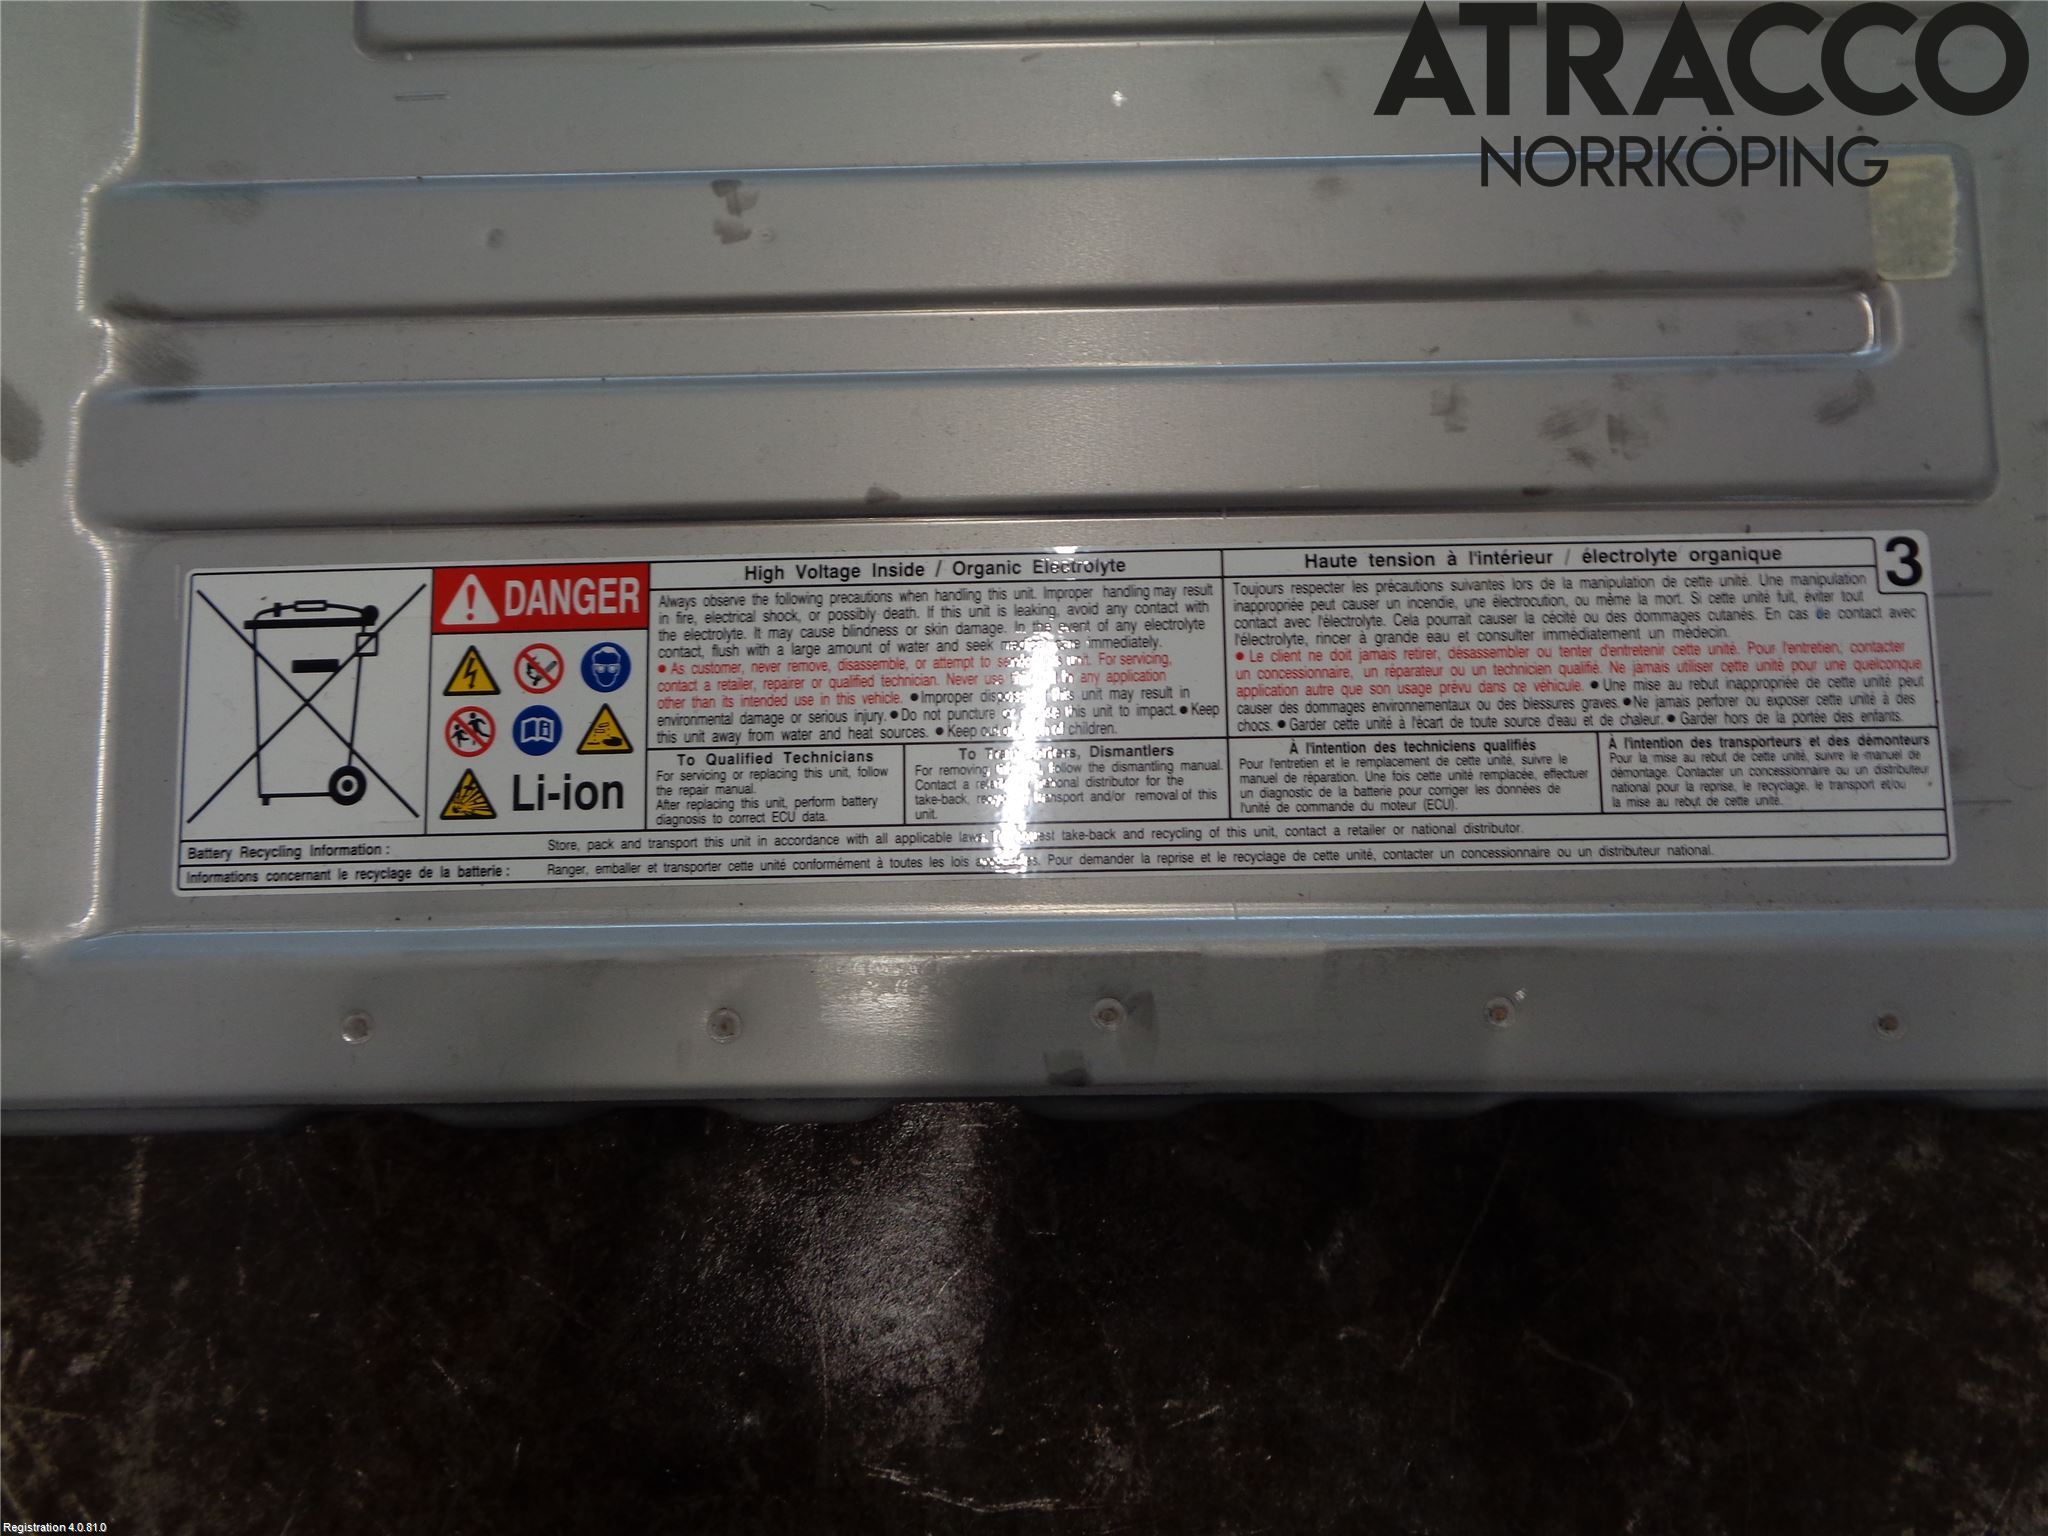 ATRACCO
NORRKÖPING
3
DANGER
Li-ion
High Voltage Inside / Organic Electrolyte
Always observe the following precautions when handling this unit. Improper handling may result
in fire, electrical shock, or possibly death. If this unit is leaking, avoid any contact with
the electrolyte. It may cause blindness or skin damage. In the event of any electrolyte
contact, flush with a large amount of water and seek immediately.
● As customer, never remove, disassemble, or attempt to unit. For servicing,
contact a retailer, repairer or qualified technician. Never use in any application
other than its intended use in this vehicle. ● Improper unit may result in
environmental damage or serious injury. ● Do not puncture this unit to impact. ● Keep
this unit away from water and heat sources. ● Keep children.
To Qualified Technicians
For servicing or replacing this unit, follow
the repair manual.
After replacing this unit, perform battery
diagnosis to correct ECU data.
To Dismantlers
For removing follow the dismantling manual.
Contact a distributor for the
take-back, transport and/or removal of this
unit.
Haute tension à l'intérieur / électrolyte organique
Toujours respecter les précautions suivantes lors de la manipulation de cette unité. Une manipulation
inappropriée peut causer un incendie, une électrocution, ou même la mort. Si cette unité fuit, éviter tout
contact avec l'électrolyte. Cela pourrait causer la cécité ou des dommages cutanés. En cas de contact avec
l'électrolyte, rincer à grande eau et consulter immédiatement un médecin.
● Le client ne doit jamais retirer, désassembler ou tenter d'entretenir cette unité. Pour l'entretien, contacter
un concessionnaire, un réparateur ou un technicien qualifié. Ne jamais utiliser cette unité pour une quelconque
application autre que son usage prévu dans ce véhicule. ● Une mise au rebut inappropriée de cette unité peut
causer des dommages environnementaux ou des blessures graves. ● Ne jamais perforer ou exposer cette unité à des
chocs. ● Garder cette unité à l'écart de toute source d'eau et de chaleur. ● Garder hors de la portée des enfants.
À l'intention des techniciens qualifiés
Pour l'entretien et le remplacement de cette unité, suivre le
manuel de réparation. Une fois cette unité remplacée, effectuer
un diagnostic de la batterie pour corriger les données de
l'unité de commande du moteur (ECU).
À l'intention des transporteurs et des démonteurs
Pour la mise au rebut de cette unité, suivre le manuel de
démontage. Contacter un concessionnaire ou un distributeur
national pour la reprise, le recyclage, le transport et/ou
la mise au rebut de cette unité.
Battery Recycling Information : Store, pack and transport this unit in accordance with all applicable laws. take-back and recycling of this unit, contact a retailer or national distributor.
Informations concernant le recyclage de la batterie : Ranger, emballer et transporter cette unité conformément à toutes les lois Pour demander la reprise et le recyclage de cette unité, contacter un concessionnaire ou un distributeur national.
Registration 4.0.81.0